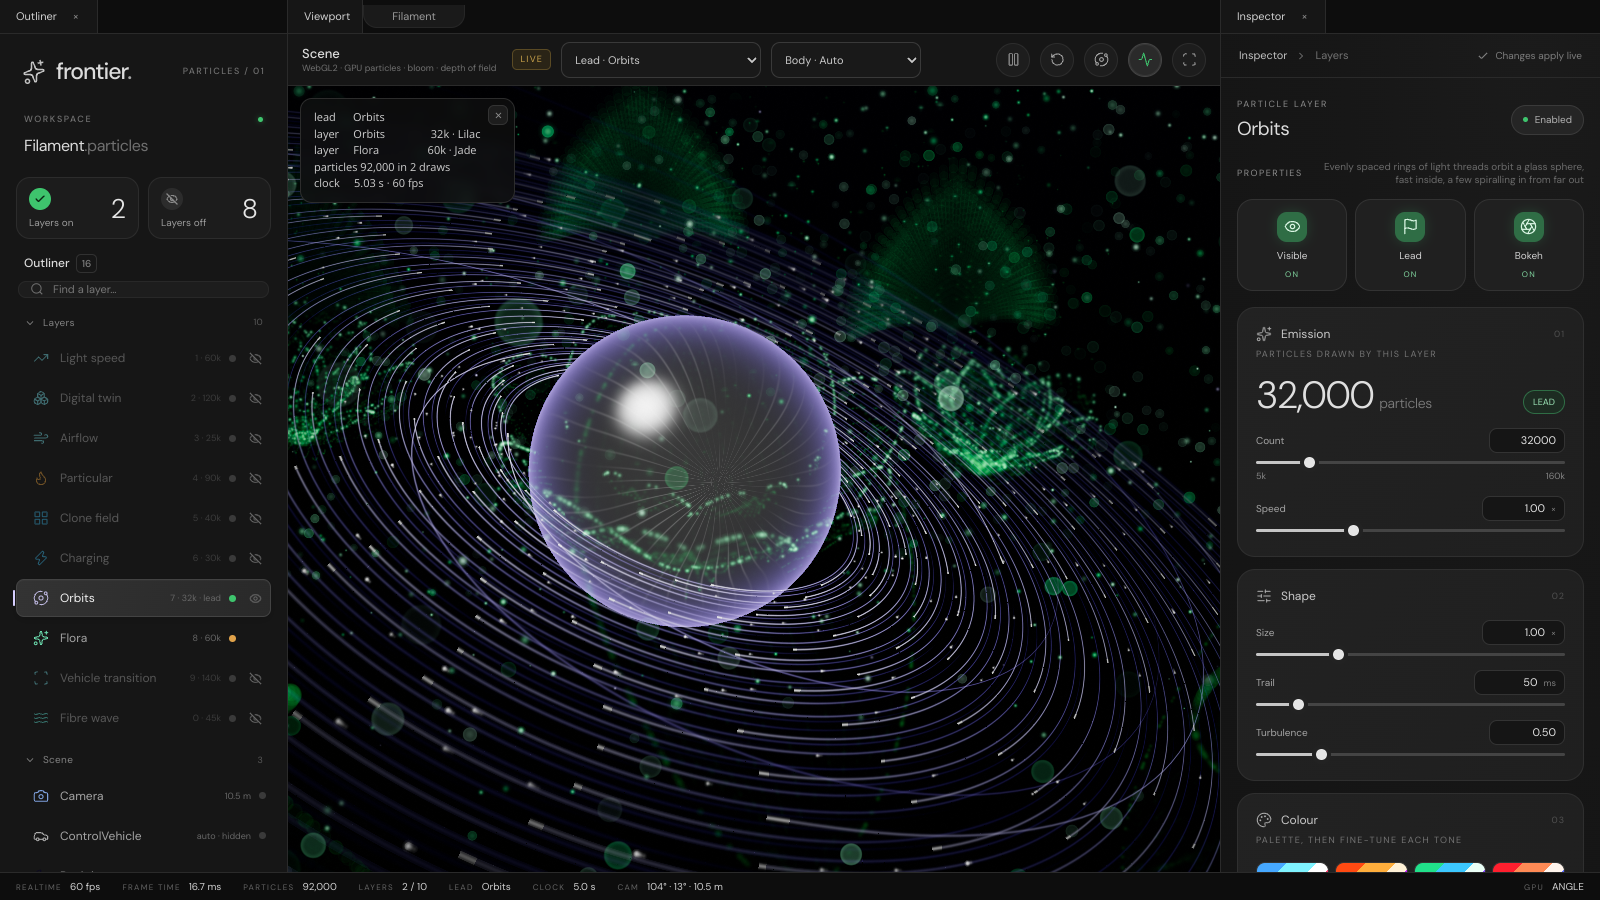 Outliner ×
Viewport
Filament
Inspector ×
frontier.
PARTICLES / 01
WORKSPACE
Filament.particles
Layers on
2
Layers off
8
Outliner 16
Find a layer...
Layers 10
Light speed 1 · 60k
Digital twin 2 · 120k
Airflow 3 · 25k
Particular 4 · 90k
Clone field 5 · 40k
Charging 6 · 30k
Orbits 7 · 32k · lead
Flora 8 · 60k
Vehicle transition 9 · 140k
Fibre wave 0 · 45k
Scene 3
Camera 10.5 m
ControlVehicle auto · hidden
Scene
WebGL2 · GPU particles · bloom · depth of field
LIVE
Lead · Orbits
Body · Auto
lead Orbits
layer Orbits 32k · Lilac
layer Flora 60k · Jade
particles 92,000 in 2 draws
clock 5.03 s · 60 fps
×
Inspector > Layers
Changes apply live
PARTICLE LAYER
Orbits
Enabled
PROPERTIES
Evenly spaced rings of light threads orbit a glass sphere,
fast inside, a few spiralling in from far out
Visible
ON
Lead
ON
Bokeh
ON
Emission 01
PARTICLES DRAWN BY THIS LAYER
32,000 particles
LEAD
Count 32000
5k 160k
Speed 1.00 ×
Shape 02
Size 1.00 ×
Trail 50 ms
Turbulence 0.50
Colour 03
PALETTE, THEN FINE-TUNE EACH TONE
REALTIME 60 fps FRAME TIME 16.7 ms PARTICLES 92,000 LAYERS 2 / 10 LEAD Orbits CLOCK 5.0 s CAM 104° · 13° · 10.5 m GPU ANGLE